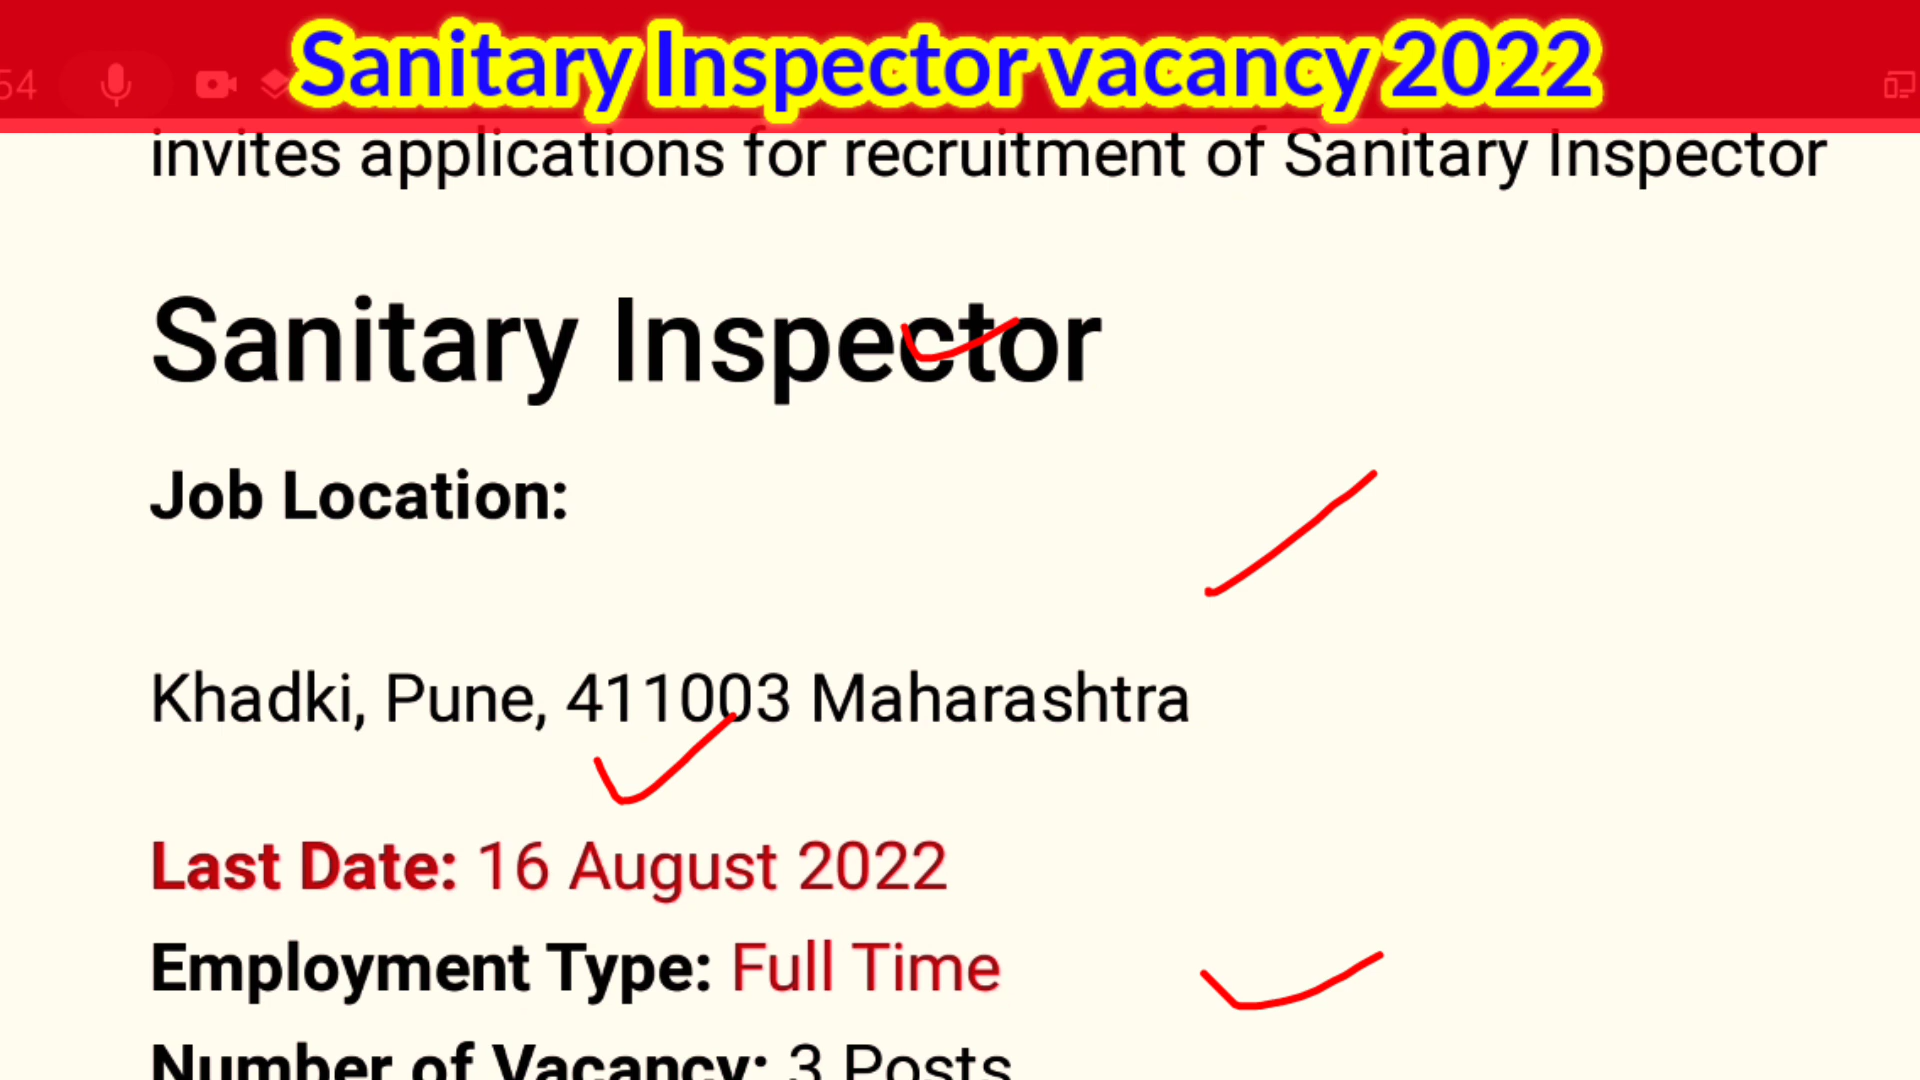 Sanitary Inspector vacancy 2022
54
invites applications for recruitment of Sanitary Inspector
Sanitary Inspector
Job Location:
Khadki, Pune, 411003 Maharashtra
Last Date: 16 August 2022
Employment Type: Full Time
Number of Vacancy: 3 Posts